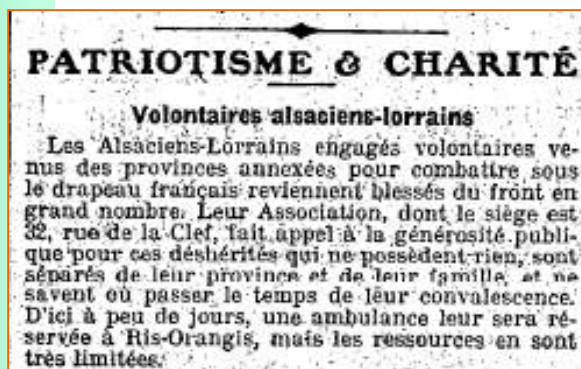 PATRIOTISME & CHARITÉ
Volontaires alsaciens-lorrains
Les Alsaciens-Lorrains engagés volontaires ve-
nus des provinces annexées pour combattre sous
le drapeau français reviennent blessés du front en
grand nombre. Leur Association, dont le siège est
32, rue de la Clef, fait appel à la générosité publi-
que pour ces déshérités qui ne possèdent rien, sont
séparés de leur province et de leur famille, et ne
savent où passer le temps de leur convalescence.
D'ici à peu de jours, une ambulance leur sera ré-
servée à Ris-Orangis, mais les ressources en sont
très limitées.